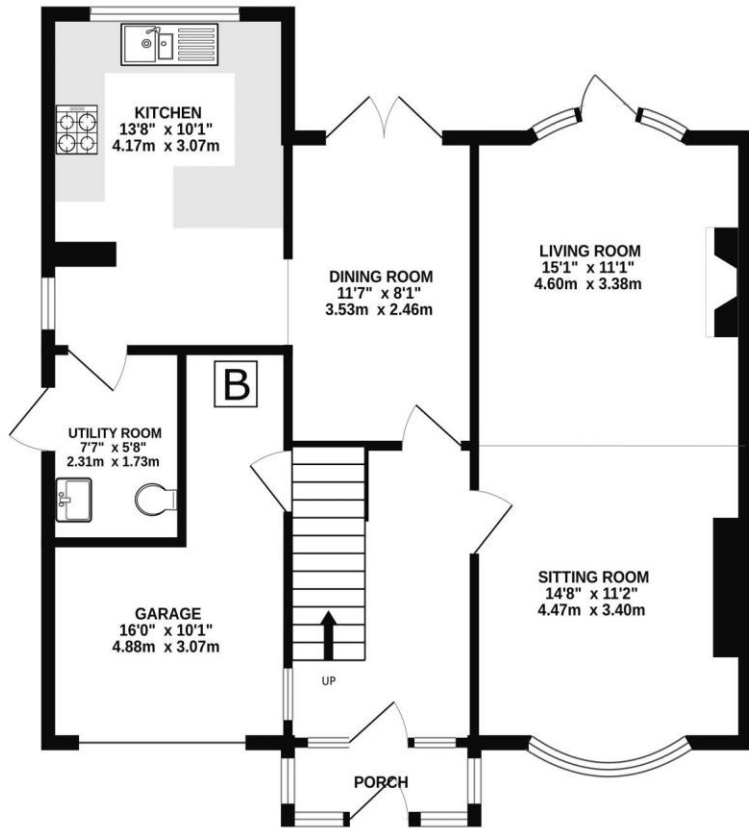 KITCHEN
13'8" x 10'1"
4.17m x 3.07m
DINING ROOM
11'7" x 8'1"
3.53m x 2.46m
LIVING ROOM
15'1" x 11'1"
4.60m x 3.38m
B
UTILITY ROOM
7'7" x 5'8"
2.31m x 1.73m
SITTING ROOM
14'8" x 11'2"
4.47m x 3.40m
GARAGE
16'0" x 10'1"
4.88m x 3.07m
UP
PORCH